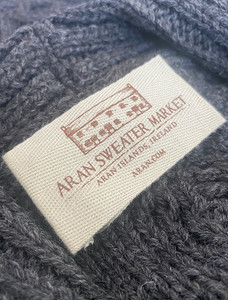 ARAN SWEATER MARKET
ARAN ISLANDS, IRELAND
ARAN.COM